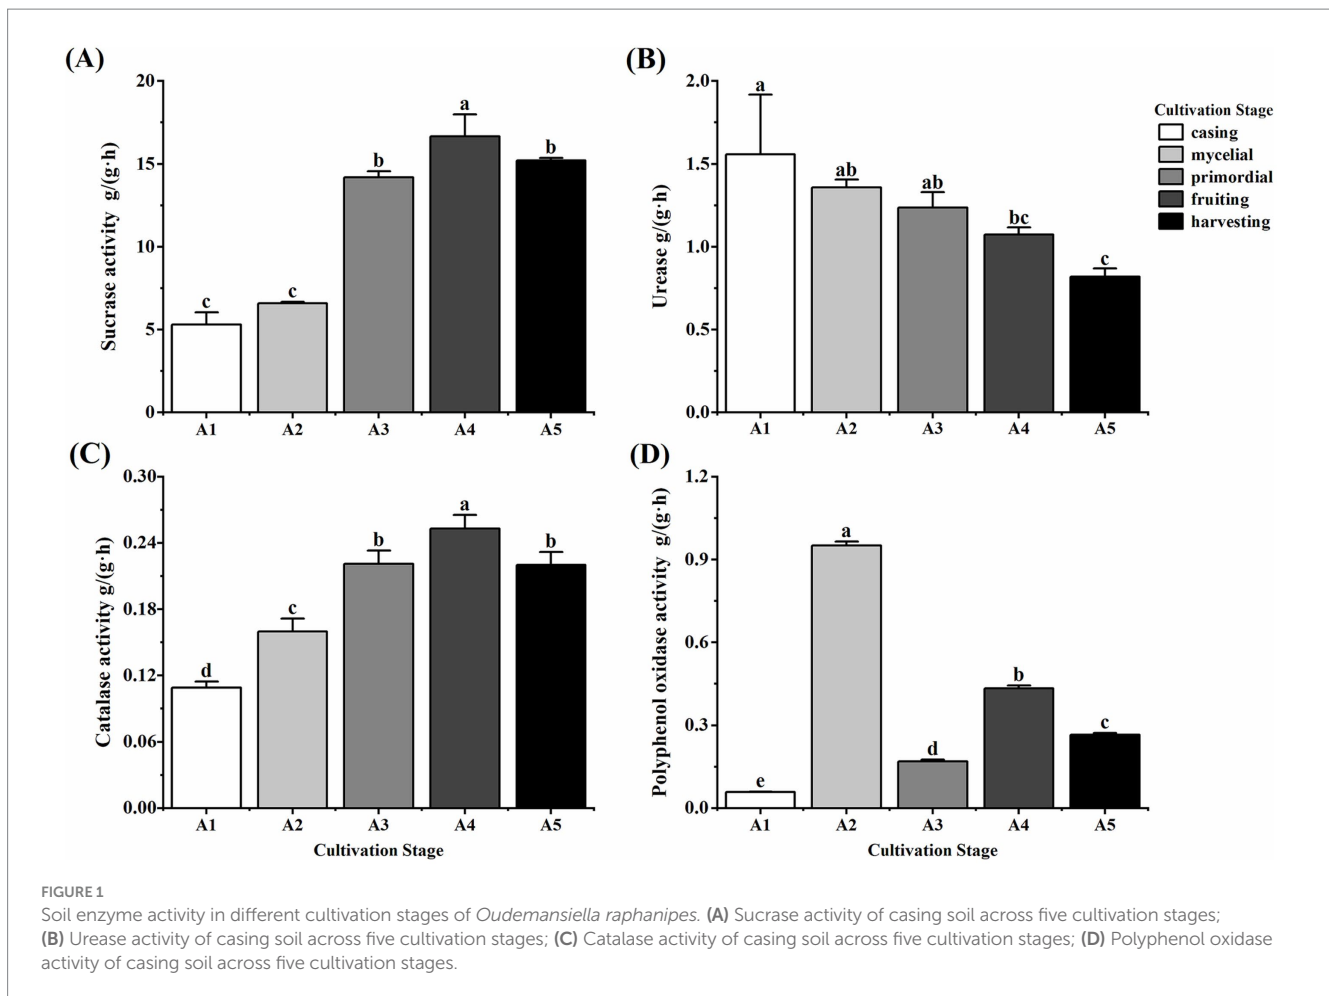 (A)
Sucrase activity g/(g·h)
20
15
10
5
0
c
c
b
a
b
A1 A2 A3 A4 A5
(B)
Urease g/(g·h)
2.0
1.5
1.0
0.5
0.0
a
ab
ab
bc
c
A1 A2 A3 A4 A5
Cultivation Stage
casing
mycelial
primordial
fruiting
harvesting
(C)
Catalase activity g/(g·h)
0.30
0.24
0.18
0.12
0.06
0.00
d
c
b
a
b
A1 A2 A3 A4 A5
Cultivation Stage
(D)
Polyphenol oxidase activity g/(g·h)
1.2
0.9
0.6
0.3
0.0
e
a
d
b
c
A1 A2 A3 A4 A5
Cultivation Stage
FIGURE 1
Soil enzyme activity in different cultivation stages of Oudemansiella raphanipes. (A) Sucrase activity of casing soil across five cultivation stages;
(B) Urease activity of casing soil across five cultivation stages; (C) Catalase activity of casing soil across five cultivation stages; (D) Polyphenol oxidase
activity of casing soil across five cultivation stages.